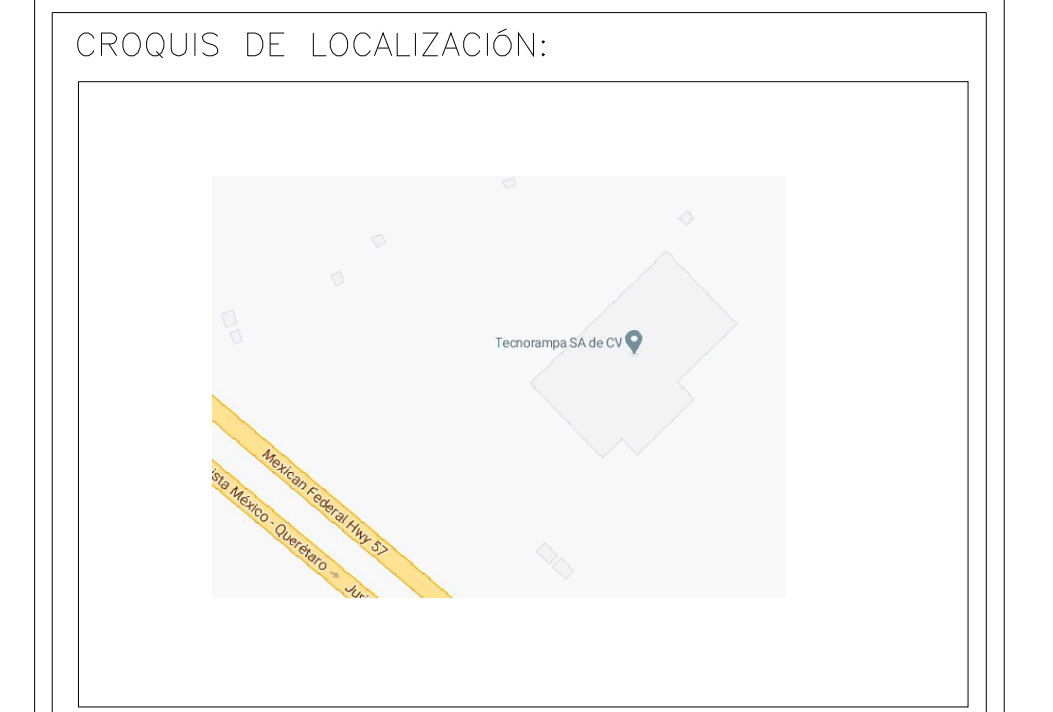 CROQUIS DE LOCALIZACIÓN:
Tecnorampa SA de CV
Mexican Federal Hwy 57
ista México - Querétaro